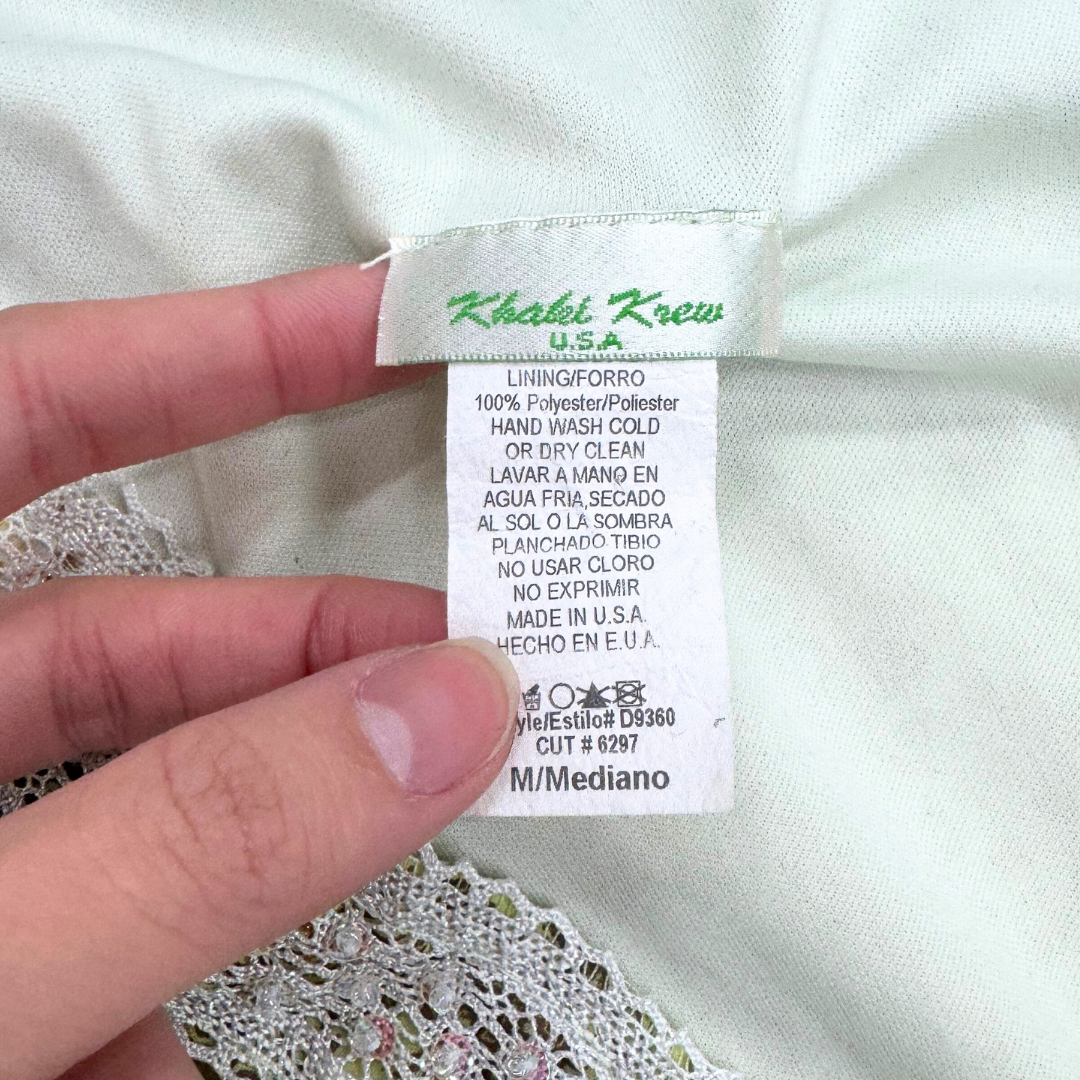 Khaki Krew
U.S.A
LINING/FORRO
100% Polyester/Poliester
HAND WASH COLD
OR DRY CLEAN
LAVAR A MANO EN
AGUA FRIA,SECADO
AL SOL O LA SOMBRA
PLANCHADO TIBIO
NO USAR CLORO
NO EXPRIMIR
MADE IN U.S.A.
HECHO EN E.U.A.
yle/Estilo# D9360
CUT # 6297
M/Mediano